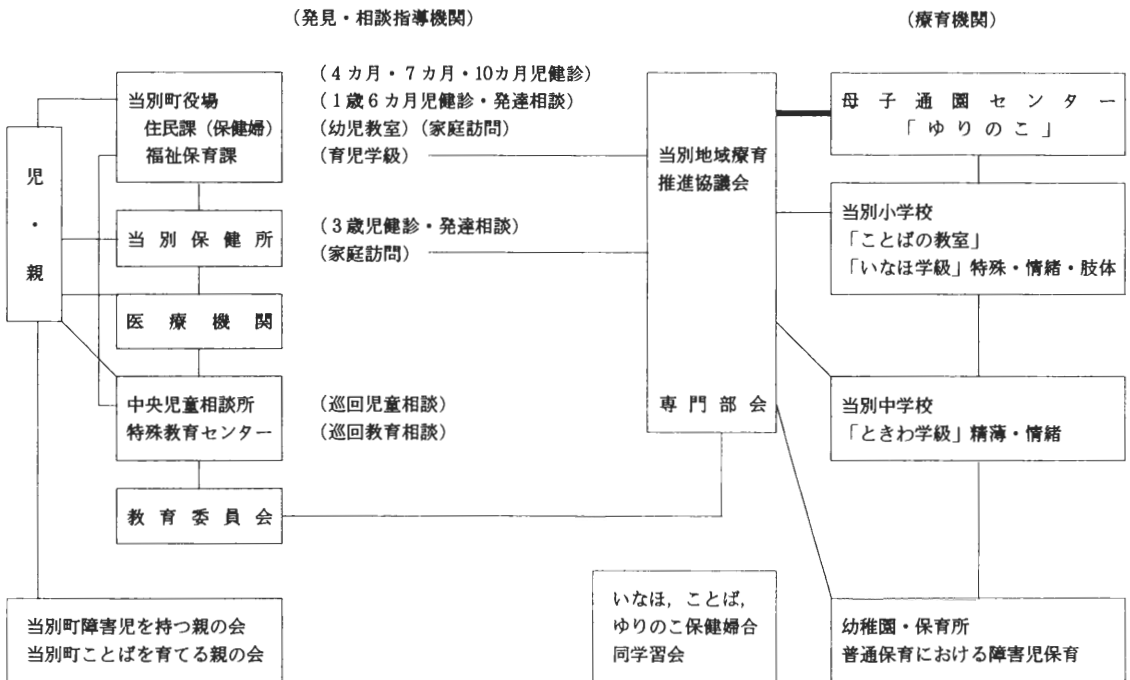 (発見・相談指導機関)
(療育機関)
児・親
当別町役場
住民課(保健婦)
福祉保育課
(4カ月・7カ月・10カ月児健診)
(1歳6カ月児健診・発達相談)
(幼児教室)(家庭訪問)
(育児学級)
当別保健所
(3歳児健診・発達相談)
(家庭訪問)
医療機関
中央児童相談所
特殊教育センター
(巡回児童相談)
(巡回教育相談)
教育委員会
当別町障害児を持つ親の会
当別町ことばを育てる親の会
当別地域療育
推進協議会
専門部会
いなほ,ことば,
ゆりのこ保健婦合
同学習会
母子通園センター
「ゆりのこ」
当別小学校
「ことばの教室」
「いなほ学級」特殊・情緒・肢体
当別中学校
「ときわ学級」精薄・情緒
幼稚園・保育所
普通保育における障害児保育